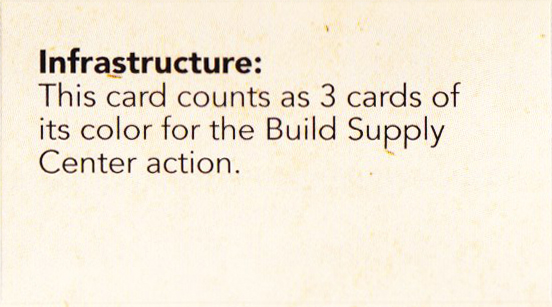 Infrastructure:
This card counts as 3 cards of
its color for the Build Supply
Center action.